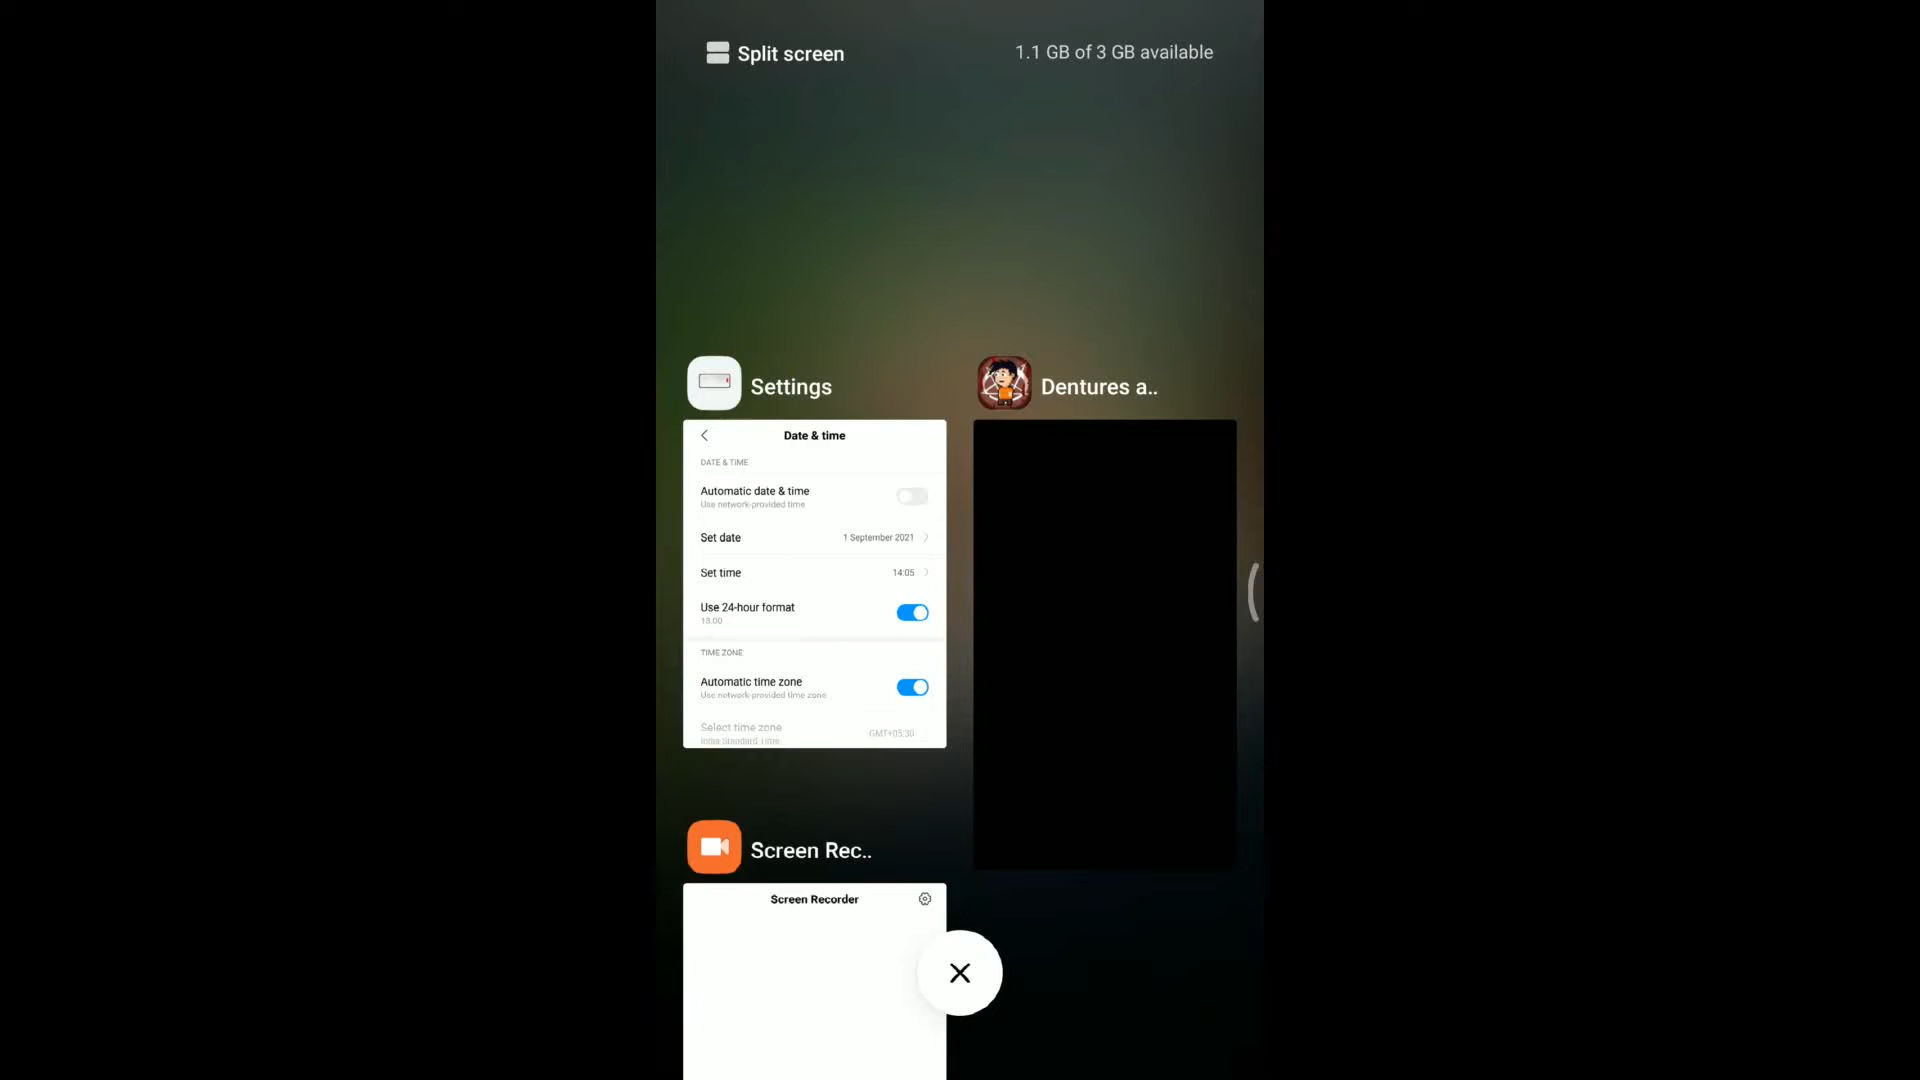 Split screen
1.1 GB of 3 GB available
Settings
Date & time
DATE & TIME
Automatic date & time
Use network-provided time
Set date
1 September 2021
Set time
14:05
Use 24-hour format
13:00
TIME ZONE
Automatic time zone
Use network-provided time zone
Select time zone
GMT+05:30
India Standard Time
Dentures a..
Screen Rec..
Screen Recorder